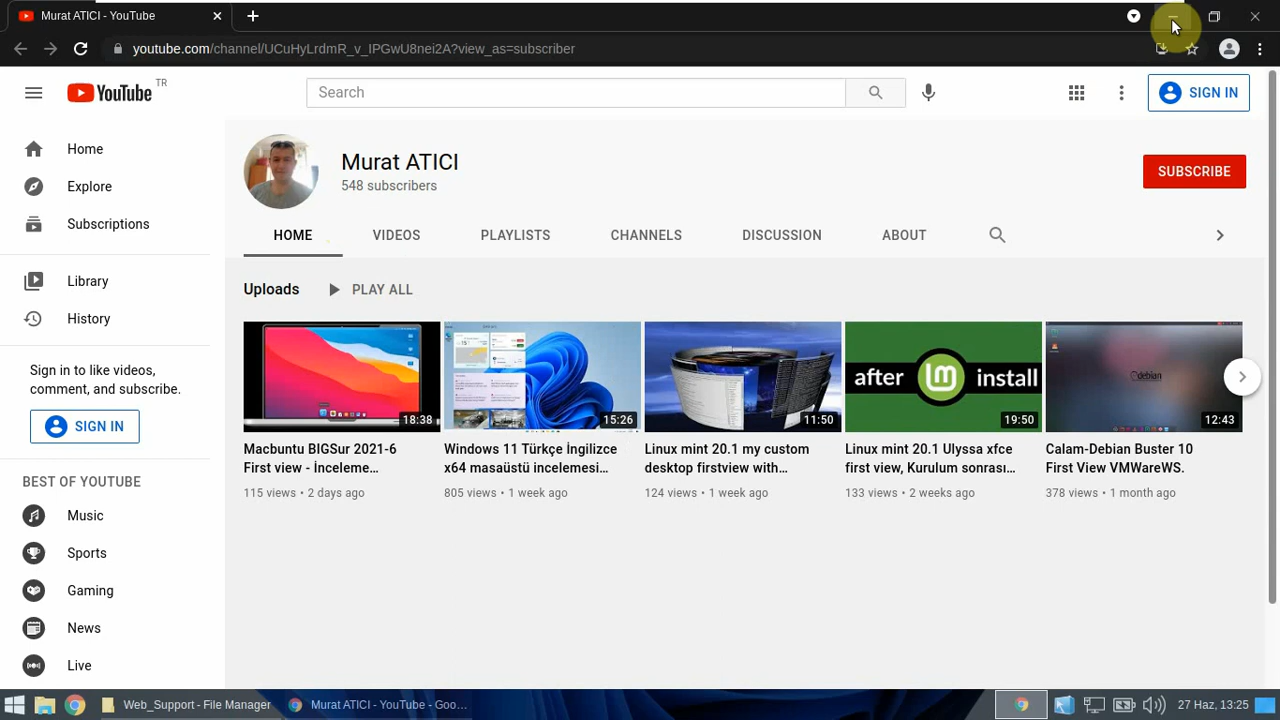 Murat ATICI - YouTube
youtube.com/channel/UCuHyLrdmR_v_IPGwU8nei2A?view_as=subscriber
YouTube TR
Search
SIGN IN
Home
Explore
Subscriptions
Library
History
Sign in to like videos,
comment, and subscribe.
SIGN IN
BEST OF YOUTUBE
Music
Sports
Gaming
News
Live
Murat ATICI
548 subscribers
SUBSCRIBE
HOME
VIDEOS
PLAYLISTS
CHANNELS
DISCUSSION
ABOUT
Uploads
PLAY ALL
18:38
Macbuntu BIGSur 2021-6
First view - İnceleme…
115 views • 2 days ago
15:26
Windows 11 Türkçe İngilizce
x64 masaüstü incelemesi…
805 views • 1 week ago
11:50
Linux mint 20.1 my custom
desktop firstview with…
124 views • 1 week ago
after install
19:50
Linux mint 20.1 Ulyssa xfce
first view, Kurulum sonrası…
133 views • 2 weeks ago
debian
12:43
Calam-Debian Buster 10
First View VMWareWS.
378 views • 1 month ago
Web_Support - File Manager
Murat ATICI - YouTube - Goo…
27 Haz, 13:25